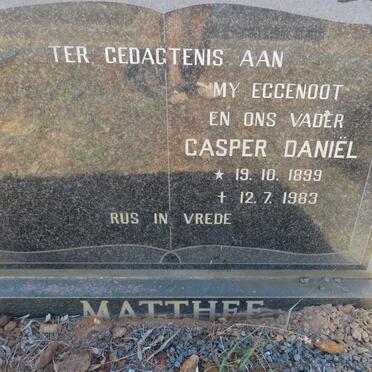 TER GEDAGTENIS AAN
MY EGGENOOT
EN ONS VADER
CASPER DANIËL
★ 19. 10. 1899
✝ 12. 7. 1983
RUS IN VREDE
MATTHEE